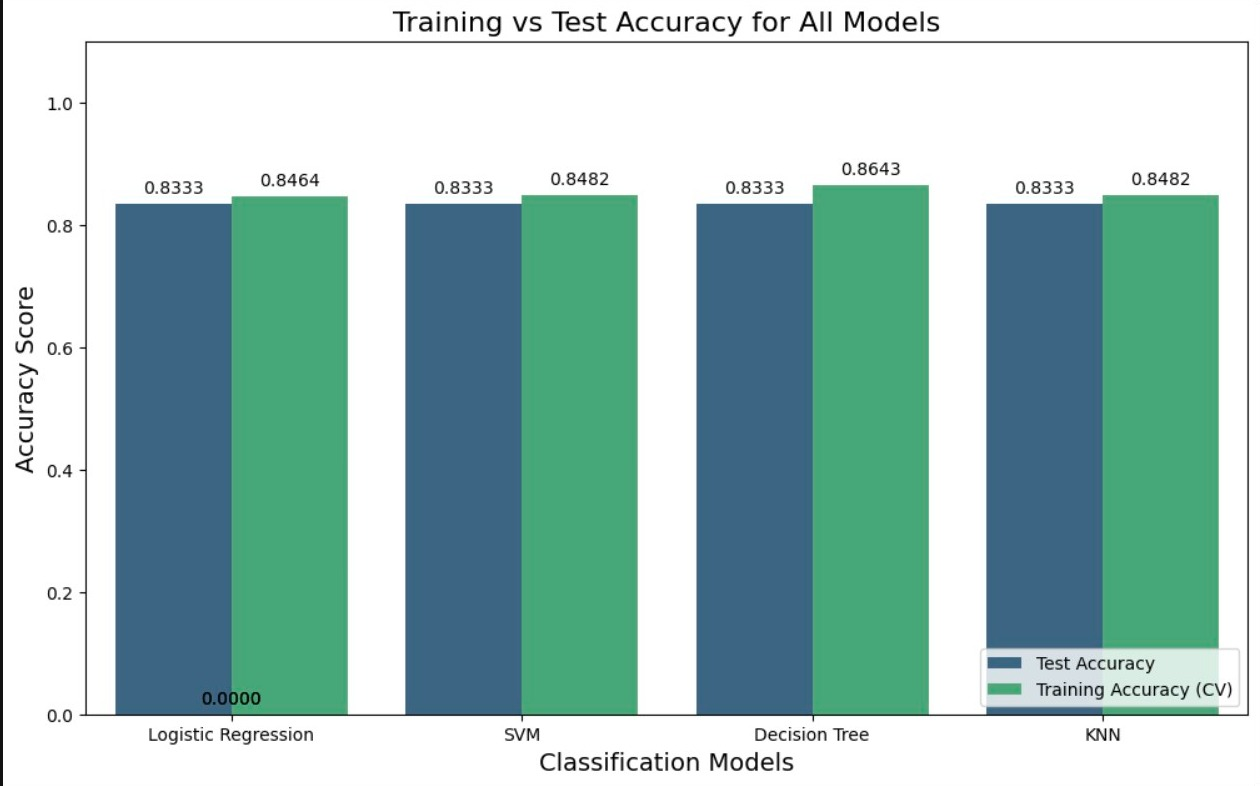 Training vs Test Accuracy for All Models
Accuracy Score
1.0
0.8
0.6
0.4
0.2
0.0
0.8333
0.8464
0.8333
0.8482
0.8333
0.8643
0.8333
0.8482
0.0000
Test Accuracy
Training Accuracy (CV)
Logistic Regression
SVM
Decision Tree
KNN
Classification Models